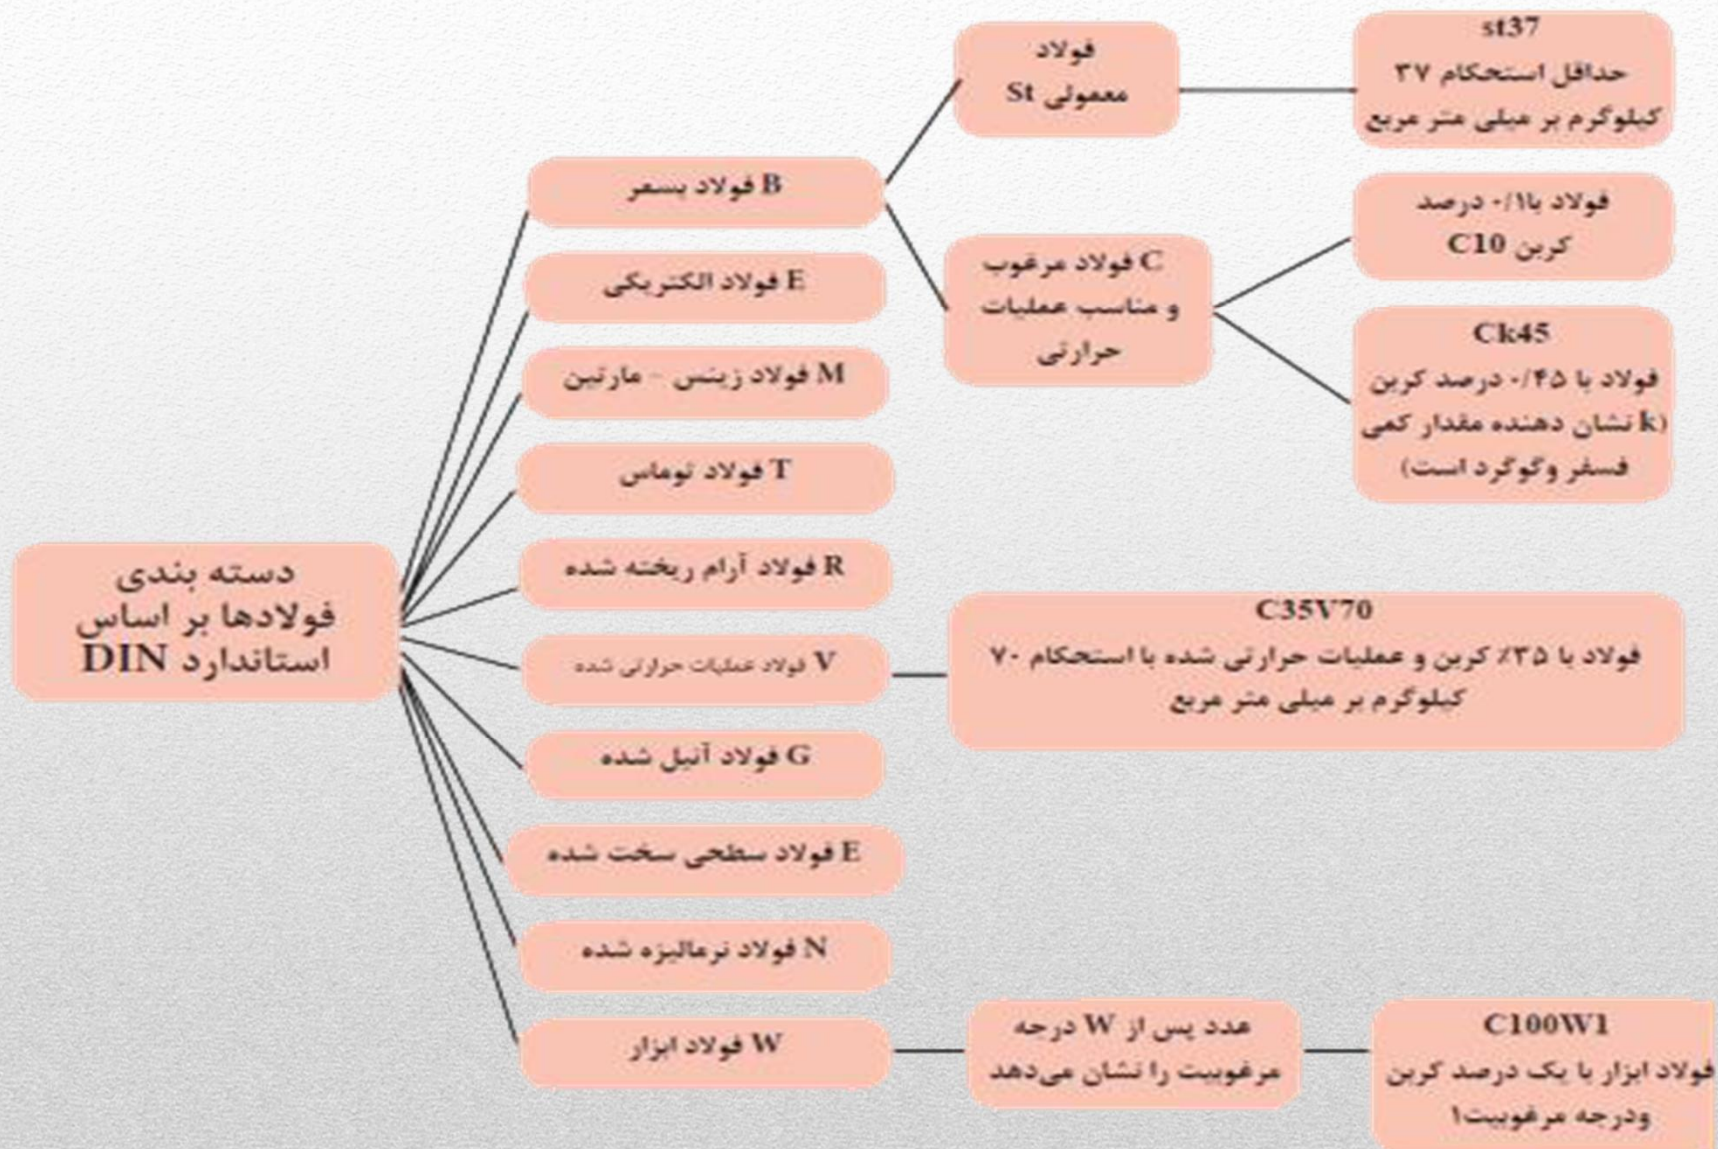 دسته بندی
فولادها بر اساس
استاندارد DIN
B فولاد بسمر
فولاد
معمولی St
st37
حداقل استحکام ۳۷
کیلوگرم بر میلی متر مربع
C فولاد مرغوب
و مناسب عملیات
حرارتی
فولاد با ۰/۱ درصد
کربن C10
Ck45
فولاد با ۰/۴۵ درصد کربن
(k نشان دهنده مقدار کمی
فسفر وگوگرد است)
E فولاد الکتریکی
M فولاد زینس - مارتین
T فولاد توماس
R فولاد آرام ریخته شده
V فولاد عملیات حرارتی شده
C35V70
فولاد با ۳۵٪ کربن و عملیات حرارتی شده با استحکام ۷۰
کیلوگرم بر میلی متر مربع
G فولاد آنیل شده
E فولاد سطحی سخت شده
N فولاد نرمالیزه شده
W فولاد ابزار
عدد پس از W درجه
مرغوبیت را نشان می‌دهد
C100W1
فولاد ابزار با یک درصد کربن
ودرجه مرغوبیت۱